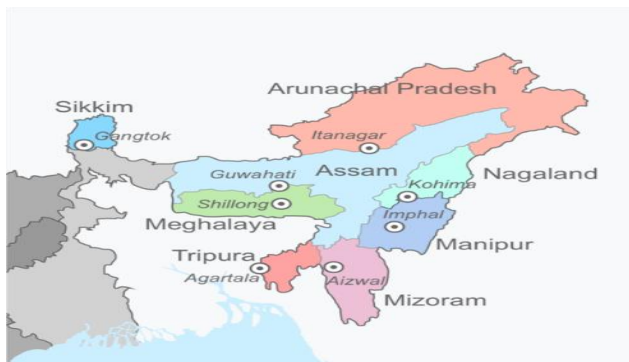 Arunachal Pradesh
Sikkim
Gangtok
Itanagar
Guwahati
Assam
Nagaland
Shillong
Kohima
Meghalaya
Imphal
Manipur
Tripura
Agartala
Aizwal
Mizoram